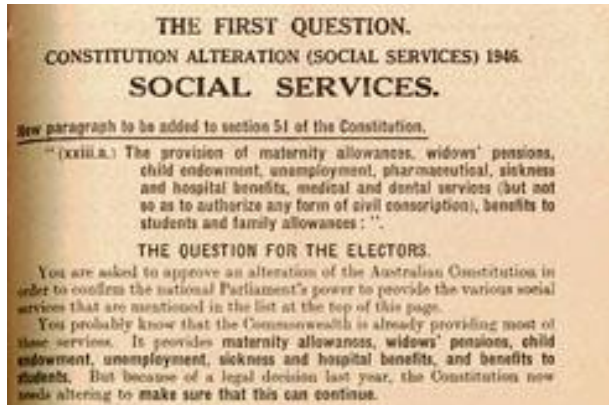 THE FIRST QUESTION.
CONSTITUTION ALTERATION (SOCIAL SERVICES) 1946.
SOCIAL SERVICES.
New paragraph to be added to section 51 of the Constitution.
"(xxiii.A.) The provision of maternity allowances, widows' pensions,
child endowment, unemployment, pharmaceutical, sickness
and hospital benefits, medical and dental services (but not
so as to authorize any form of civil conscription), benefits to
students and family allowances : ".
THE QUESTION FOR THE ELECTORS.
You are asked to approve an alteration of the Australian Constitution in
order to confirm the national Parliament's power to provide the various social
services that are mentioned in the list at the top of this page.
You probably know that the Commonwealth is already providing most of
these services. It provides maternity allowances, widows' pensions, child
endowment, unemployment, sickness and hospital benefits, and benefits to
students. But because of a legal decision last year, the Constitution now
needs altering to make sure that this can continue.